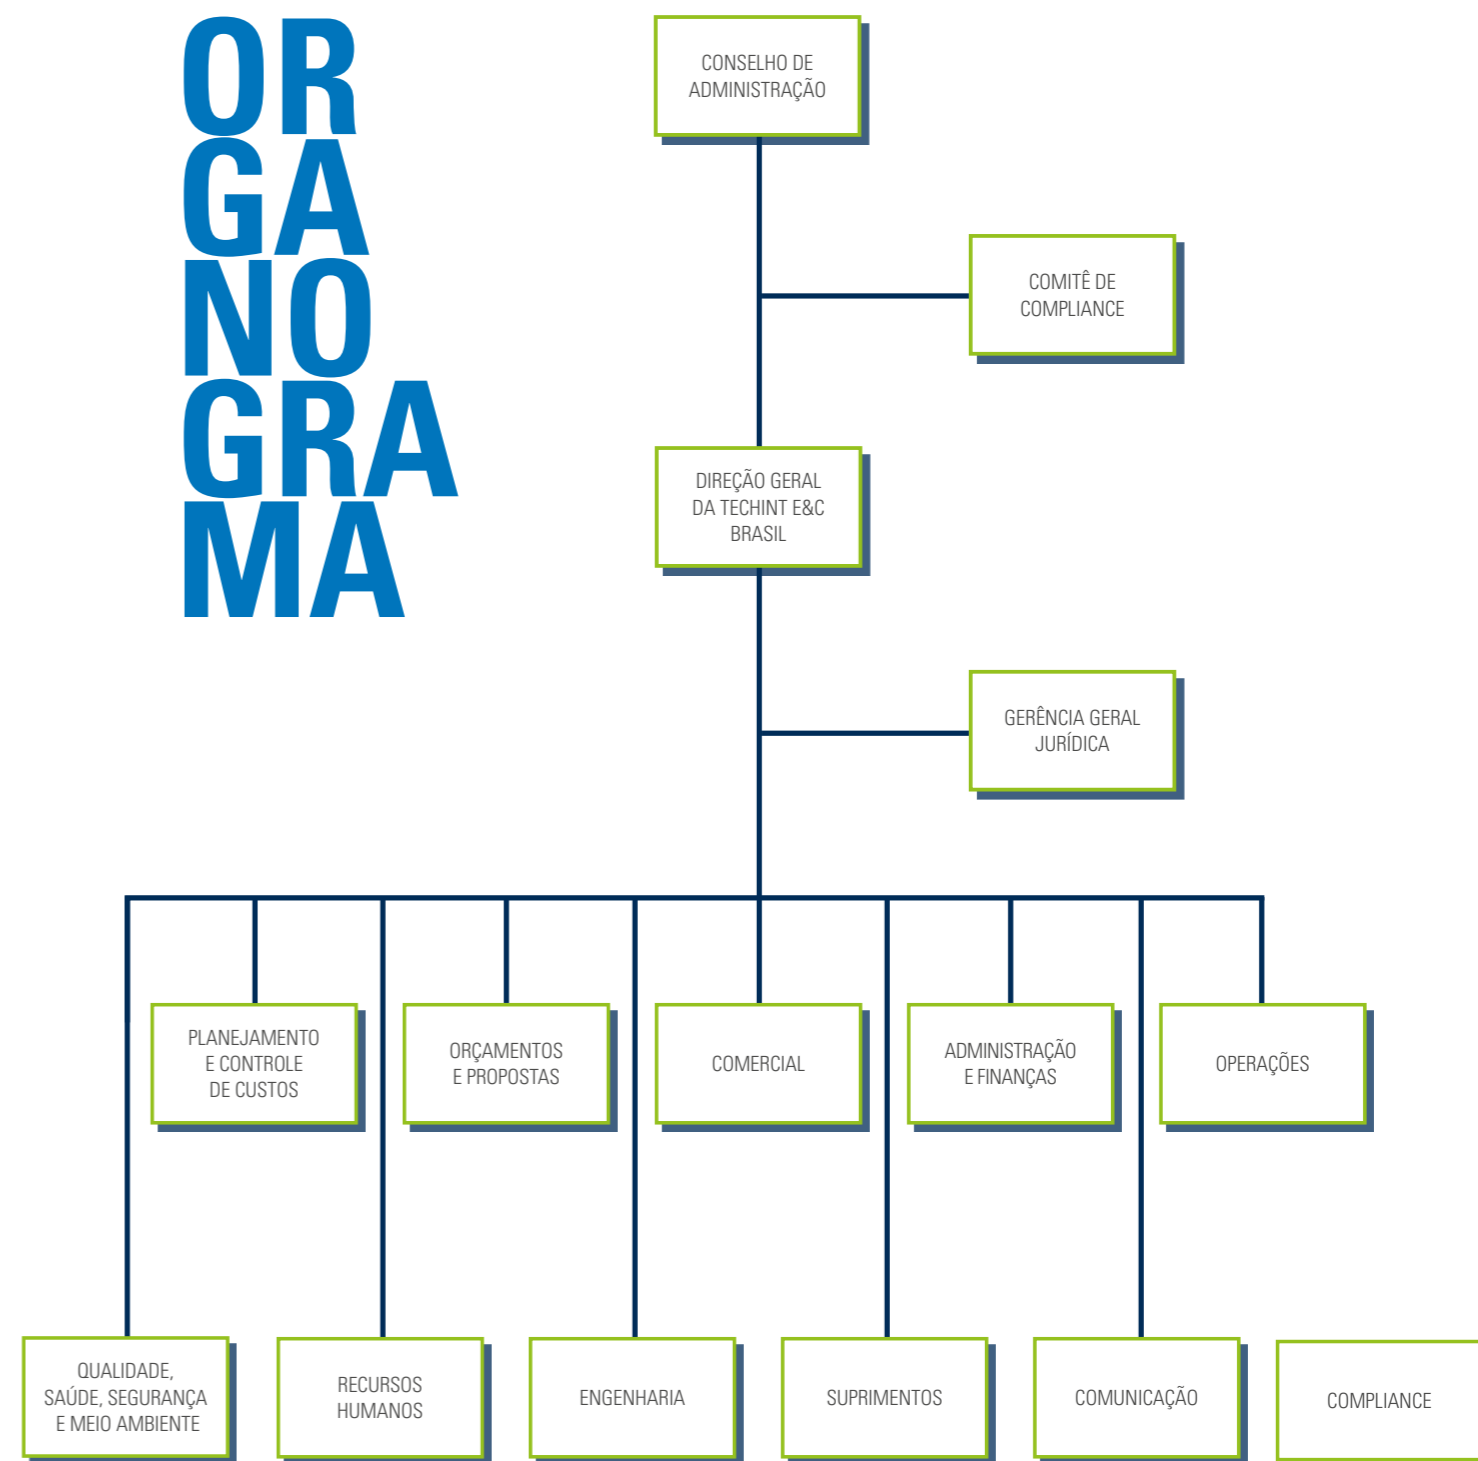 OR
GA
NO
GRA
MA
CONSELHO DE
ADMINISTRAÇÃO
COMITÊ DE
COMPLIANCE
DIREÇÃO GERAL
DA TECHINT E&C
BRASIL
GERÊNCIA GERAL
JURÍDICA
PLANEJAMENTO
E CONTROLE
DE CUSTOS
ORÇAMENTOS
E PROPOSTAS
COMERCIAL
ADMINISTRAÇÃO
E FINANÇAS
OPERAÇÕES
QUALIDADE,
SAÚDE, SEGURANÇA
E MEIO AMBIENTE
RECURSOS
HUMANOS
ENGENHARIA
SUPRIMENTOS
COMUNICAÇÃO
COMPLIANCE